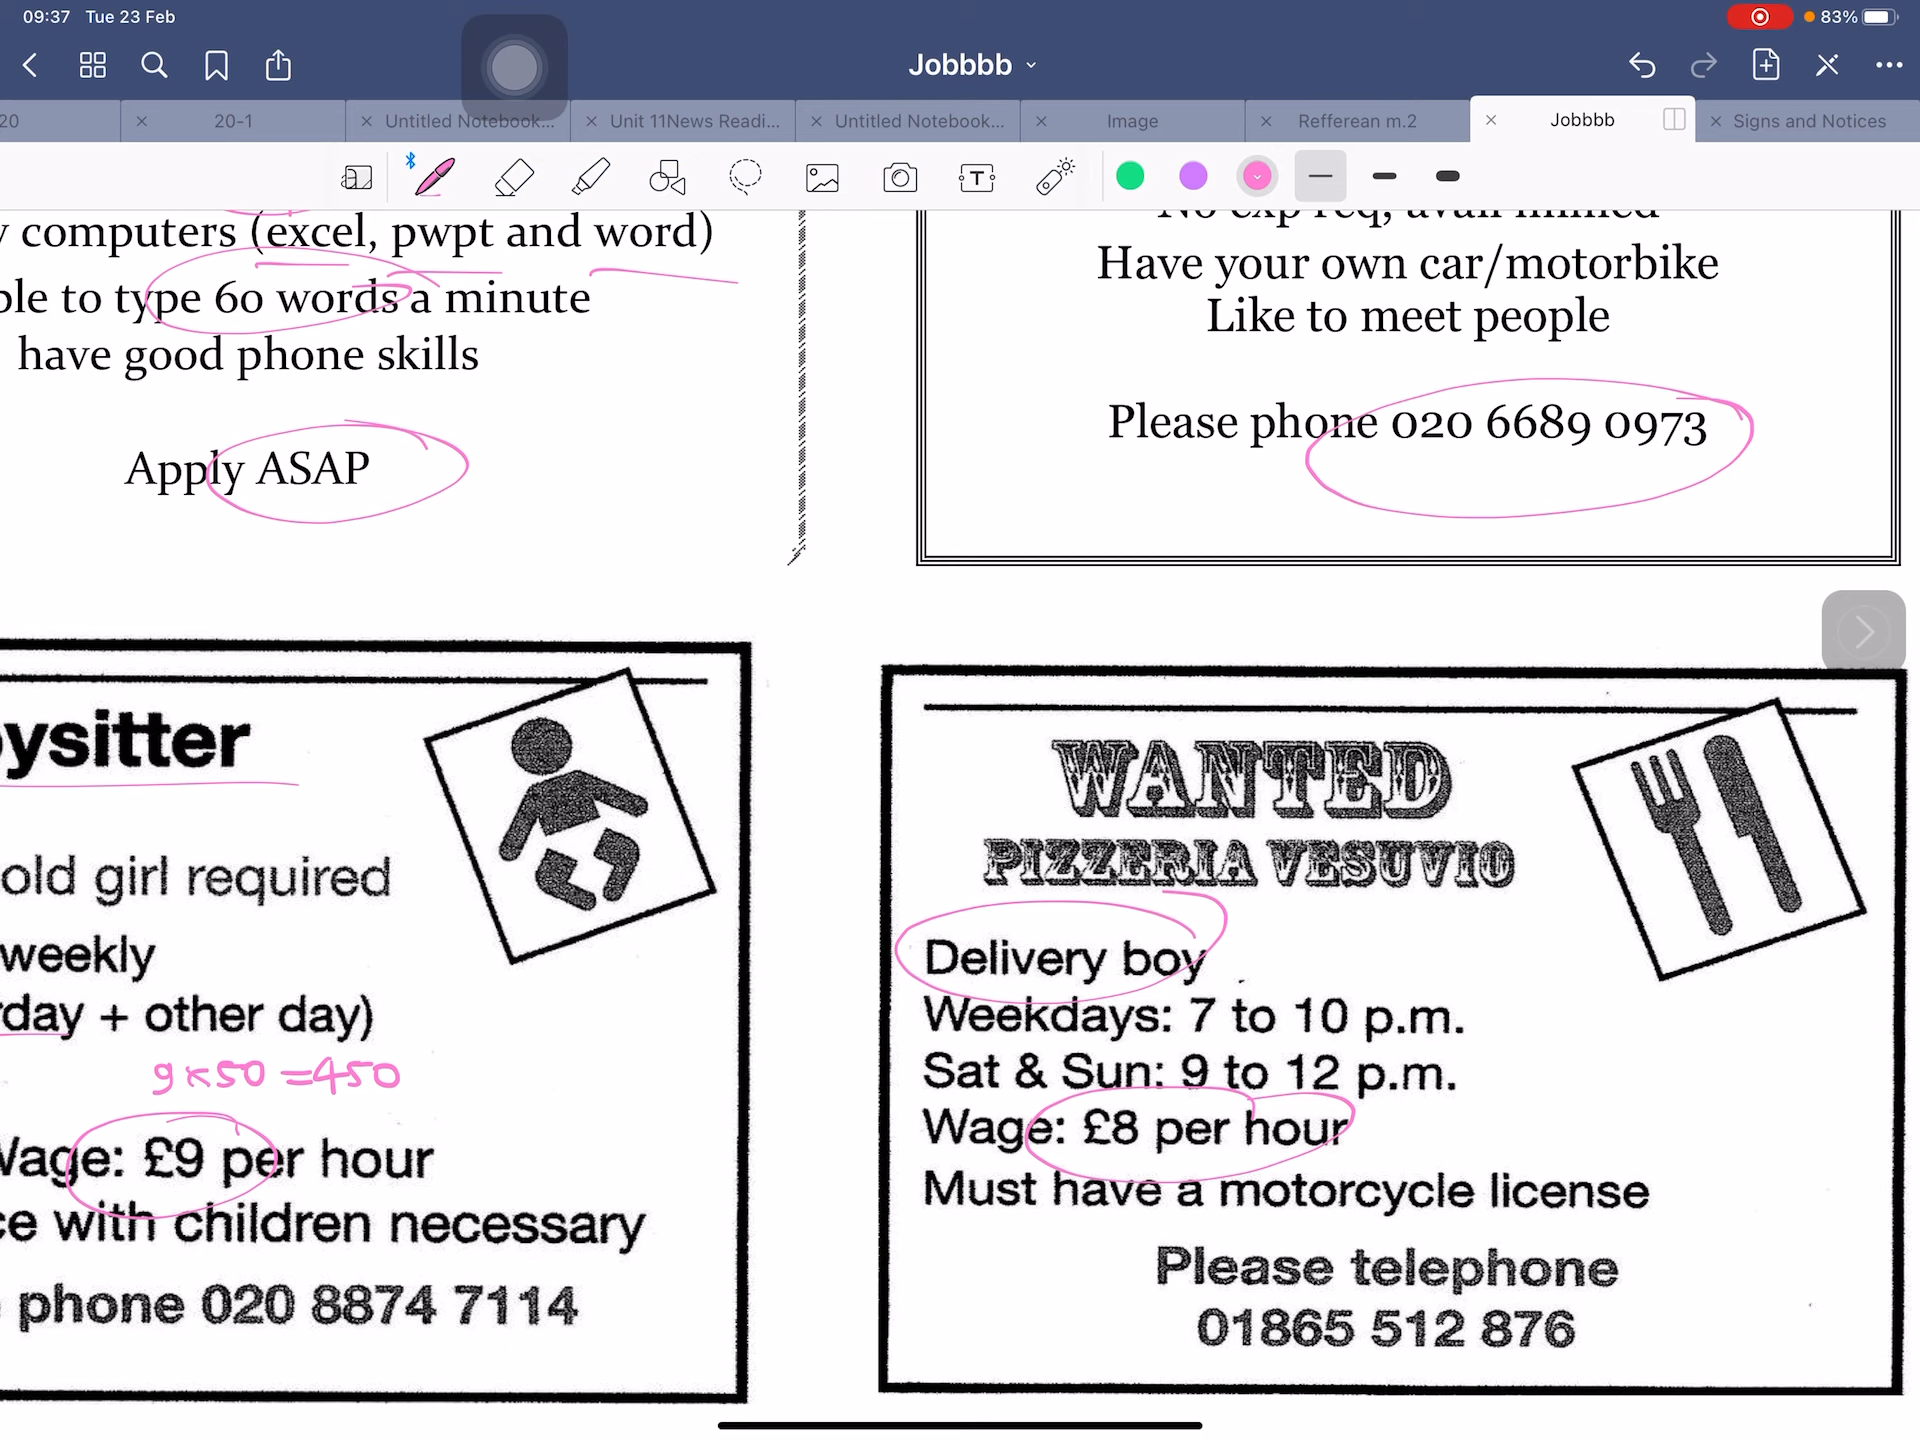 09:37 Tue 23 Feb
83%
Jobbbb
20
20-1
Untitled Notebook...
Unit 11News Readi...
Untitled Notebook...
Image
Refferean m.2
Jobbbb
Signs and Notices
computers (excel, pwpt and word)
to type 60 words a minute
have good phone skills
Apply ASAP
Have your own car/motorbike
Like to meet people
Please phone 020 6689 0973
ysitter
old girl required
weekly
rday + other day)
9 x 50 = 450
Wage: £9 per hour
ce with children necessary
phone 020 8874 7114
WANTED
PIZZERIA VESUVIO
Delivery boy
Weekdays: 7 to 10 p.m.
Sat & Sun: 9 to 12 p.m.
Wage: £8 per hour
Must have a motorcycle license
Please telephone
01865 512 876